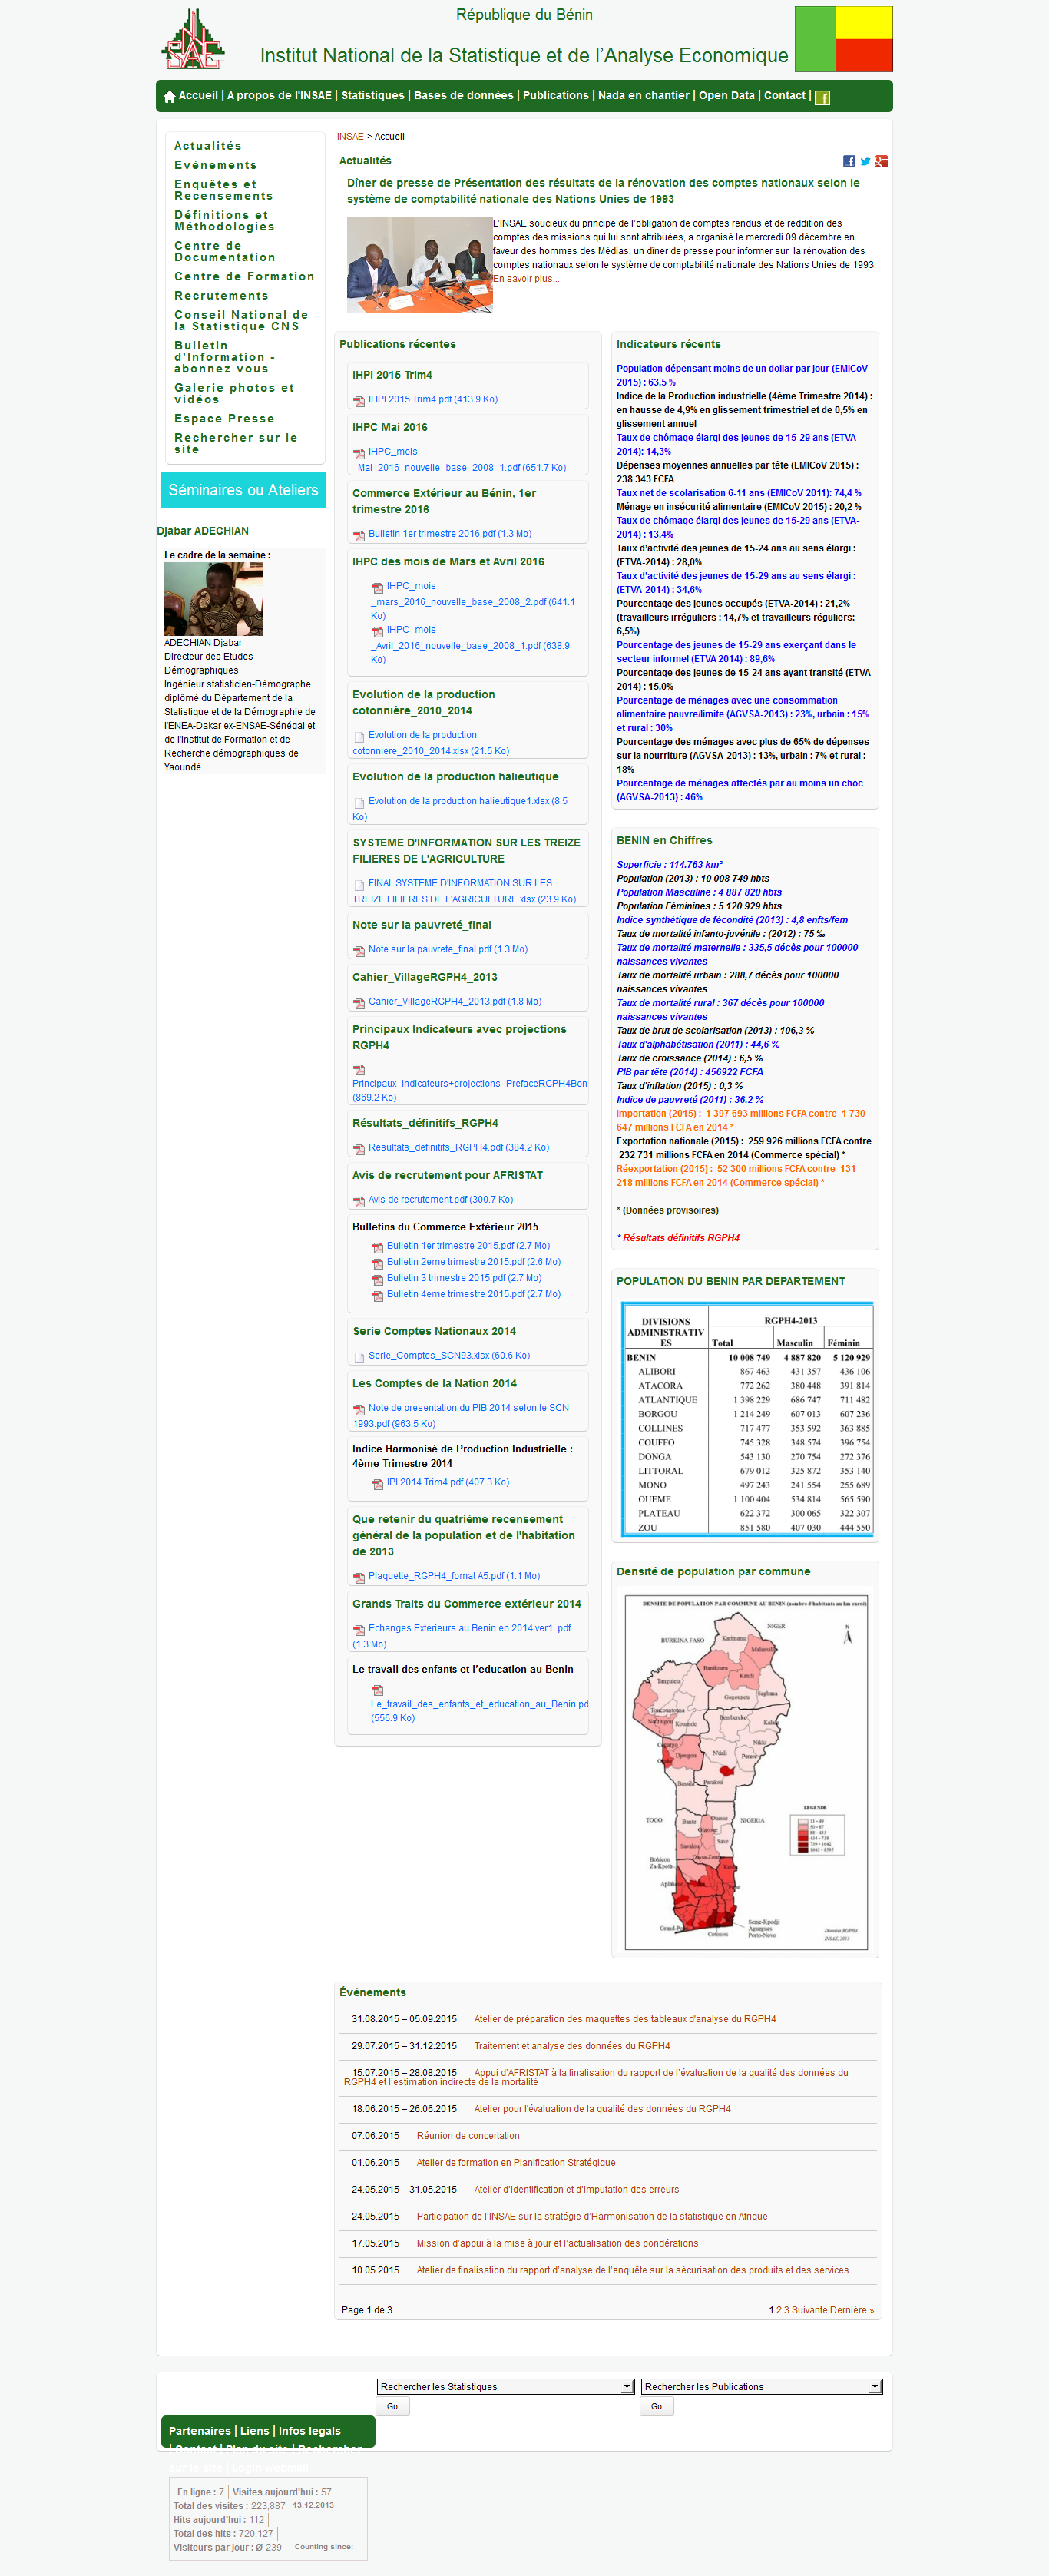 République du Bénin
Institut National de la Statistique et de l'Analyse Economique
Accueil | A propos de l'INSAE | Statistiques | Bases de données | Publications | Nada en chantier | Open Data | Contact |
Actualités
Evènements
Enquêtes et
Recensements
Définitions et
Méthodologies
Centre de
Documentation
Centre de Formation
Recrutements
Conseil National de
la Statistique CNS
Bulletin
d'Information -
abonnez vous
Galerie photos et
vidéos
Espace Presse
Rechercher sur le
site
Séminaires ou Ateliers
Djabar ADECHIAN
Le cadre de la semaine :
ADECHIAN Djabar
Directeur des Etudes
Démographiques
Ingénieur statisticien-Démographe
diplômé du Département de la
Statistique et de la Démographie de
l'ENEA-Dakar ex-ENSAE-Sénégal et
de l'institut de Formation et de
Recherche démographiques de
Yaoundé.
INSAE > Accueil
Actualités
Dîner de presse de Présentation des résultats de la rénovation des comptes nationaux selon le
système de comptabilité nationale des Nations Unies de 1993
L'INSAE soucieux du principe de l'obligation de comptes rendus et de reddition des
comptes des missions qui lui sont attribuées, a organisé le mercredi 09 décembre en
faveur des hommes des Médias, un dîner de presse pour informer sur la rénovation des
comptes nationaux selon le système de comptabilité nationale des Nations Unies de 1993.
En savoir plus...
Publications récentes
IHPI 2015 Trim4
IHPI 2015 Trim4.pdf (413.9 Ko)
IHPC Mai 2016
IHPC_mois
_Mai_2016_nouvelle_base_2008_1.pdf (651.7 Ko)
Commerce Extérieur au Bénin, 1er
trimestre 2016
Bulletin 1er trimestre 2016.pdf (1.3 Mo)
IHPC des mois de Mars et Avril 2016
IHPC_mois
_mars_2016_nouvelle_base_2008_2.pdf (641.1
Ko)
IHPC_mois
_Avril_2016_nouvelle_base_2008_1.pdf (638.9
Ko)
Evolution de la production
cotonnière_2010_2014
Evolution de la production
cotonniere_2010_2014.xlsx (21.5 Ko)
Evolution de la production halieutique
Evolution de la production halieutique1.xlsx (8.5
Ko)
SYSTEME D'INFORMATION SUR LES TREIZE
FILIERES DE L'AGRICULTURE
FINAL SYSTEME D'INFORMATION SUR LES
TREIZE FILIERES DE L'AGRICULTURE.xlsx (23.9 Ko)
Note sur la pauvreté_final
Note sur la pauvrete_final.pdf (1.3 Mo)
Cahier_VillageRGPH4_2013
Cahier_VillageRGPH4_2013.pdf (1.8 Mo)
Principaux Indicateurs avec projections
RGPH4
Principaux_Indicateurs+projections_PrefaceRGPH4Bon
(869.2 Ko)
Résultats_définitifs_RGPH4
Resultats_definitifs_RGPH4.pdf (384.2 Ko)
Avis de recrutement pour AFRISTAT
Avis de recrutement.pdf (300.7 Ko)
Bulletins du Commerce Extérieur 2015
Bulletin 1er trimestre 2015.pdf (2.7 Mo)
Bulletin 2eme trimestre 2015.pdf (2.6 Mo)
Bulletin 3 trimestre 2015.pdf (2.7 Mo)
Bulletin 4eme trimestre 2015.pdf (2.7 Mo)
Serie Comptes Nationaux 2014
Serie_Comptes_SCN93.xlsx (60.6 Ko)
Les Comptes de la Nation 2014
Note de presentation du PIB 2014 selon le SCN
1993.pdf (963.5 Ko)
Indice Harmonisé de Production Industrielle :
4ème Trimestre 2014
IPI 2014 Trim4.pdf (407.3 Ko)
Que retenir du quatrième recensement
général de la population et de l'habitation
de 2013
Plaquette_RGPH4_fomat A5.pdf (1.1 Mo)
Grands Traits du Commerce extérieur 2014
Echanges Exterieurs au Benin en 2014 ver1 .pdf
(1.3 Mo)
Le travail des enfants et l'education au Benin
Le_travail_des_enfants_et_education_au_Benin.pd
(556.9 Ko)
Indicateurs récents
Population dépensant moins de un dollar par jour (EMICoV
2015) : 63,5 %
Indice de la Production industrielle (4ème Trimestre 2014) :
en hausse de 4,9% en glissement trimestriel et de 0,5% en
glissement annuel
Taux de chômage élargi des jeunes de 15-29 ans (ETVA-
2014): 14,3%
Dépenses moyennes annuelles par tête (EMICoV 2015) :
238 343 FCFA
Taux net de scolarisation 6-11 ans (EMICoV 2011): 74,4 %
Ménage en insécurité alimentaire (EMICoV 2015) : 20,2 %
Taux de chômage élargi des jeunes de 15-29 ans (ETVA-
2014) : 13,4%
Taux d'activité des jeunes de 15-24 ans au sens élargi :
(ETVA-2014) : 28,0%
Taux d'activité des jeunes de 15-29 ans au sens élargi :
(ETVA-2014) : 34,6%
Pourcentage des jeunes occupés (ETVA-2014) : 21,2%
(travailleurs irréguliers : 14,7% et travailleurs réguliers:
6,5%)
Pourcentage des jeunes de 15-29 ans exerçant dans le
secteur informel (ETVA 2014) : 89,6%
Pourcentage des jeunes de 15-24 ans ayant transité (ETVA
2014) : 15,0%
Pourcentage de ménages avec une consommation
alimentaire pauvre/limite (AGVSA-2013) : 23%, urbain : 15%
et rural : 30%
Pourcentage des ménages avec plus de 65% de dépenses
sur la nourriture (AGVSA-2013) : 13%, urbain : 7% et rural :
18%
Pourcentage de ménages affectés par au moins un choc
(AGVSA-2013) : 46%
BENIN en Chiffres
Superficie : 114.763 km²
Population (2013) : 10 008 749 hbts
Population Masculine : 4 887 820 hbts
Population Féminines : 5 120 929 hbts
Indice synthétique de fécondité (2013) : 4,8 enfts/fem
Taux de mortalité infanto-juvénile : (2012) : 75 ‰
Taux de mortalité maternelle : 335,5 décès pour 100000
naissances vivantes
Taux de mortalité urbain : 288,7 décès pour 100000
naissances vivantes
Taux de mortalité rural : 367 décès pour 100000
naissances vivantes
Taux de brut de scolarisation (2013) : 106,3 %
Taux d'alphabétisation (2011) : 44,6 %
Taux de croissance (2014) : 6,5 %
PIB par tête (2014) : 456922 FCFA
Taux d'inflation (2015) : 0,3 %
Indice de pauvreté (2011) : 36,2 %
Importation (2015) : 1 397 693 millions FCFA contre 1 730
647 millions FCFA en 2014 *
Exportation nationale (2015) : 259 926 millions FCFA contre
232 731 millions FCFA en 2014 (Commerce spécial) *
Réexportation (2015) : 52 300 millions FCFA contre 131
218 millions FCFA en 2014 (Commerce spécial) *
* (Données provisoires)
* Résultats définitifs RGPH4
POPULATION DU BENIN PAR DEPARTEMENT
DIVISIONS ADMINISTRATIVES RGPH4-2013
Total Masculin Féminin
BENIN 10 008 749 4 887 820 5 120 929
ALIBORI 867 463 431 357 436 106
ATACORA 772 262 380 448 391 814
ATLANTIQUE 1 398 229 686 747 711 482
BORGOU 1 214 249 607 013 607 236
COLLINES 717 477 353 592 363 885
COUFFO 745 328 348 574 396 754
DONGA 543 130 270 754 272 376
LITTORAL 679 012 325 872 353 140
MONO 497 243 241 554 255 689
OUEME 1 100 404 534 814 565 590
PLATEAU 622 372 300 065 322 307
ZOU 851 580 407 030 444 550
Densité de population par commune
DENSITE DE POPULATION PAR COMMUNE AU BENIN (nombre d'habitants au km carré)
NIGER
BURKINA FASO
Karimama
Malanville
Banikoara
Kandi
Tanguieta
Segbana
Gogounou
Kouande
Bembereke
Kalale
Nikki
N'dali
Perere
Djougou
Bassila
Parakou
TOGO
NIGERIA
Bante
Ouesse
Glazoue
Save
Savalou
Bohicon
Za-Kpota
LEGENDE
Seme-Kpodji
Aguegues
Porto-Novo
Cotonou
INSAE, 2013
Événements
31.08.2015 – 05.09.2015 Atelier de préparation des maquettes des tableaux d'analyse du RGPH4
29.07.2015 – 31.12.2015 Traitement et analyse des données du RGPH4
15.07.2015 – 28.08.2015 Appui d'AFRISTAT à la finalisation du rapport de l'évaluation de la qualité des données du
RGPH4 et l'estimation indirecte de la mortalité
18.06.2015 – 26.06.2015 Atelier pour l'évaluation de la qualité des données du RGPH4
07.06.2015 Réunion de concertation
01.06.2015 Atelier de formation en Planification Stratégique
24.05.2015 – 31.05.2015 Atelier d'identification et d'imputation des erreurs
24.05.2015 Participation de l'INSAE sur la stratégie d'Harmonisation de la statistique en Afrique
17.05.2015 Mission d'appui à la mise à jour et l'actualisation des pondérations
10.05.2015 Atelier de finalisation du rapport d'analyse de l'enquête sur la sécurisation des produits et des services
Page 1 de 3
1 2 3 Suivante Dernière »
Rechercher les Statistiques
Go
Rechercher les Publications
Go
Partenaires | Liens | Infos legals
En ligne : 7 | Visites aujourd'hui : 57 |
Total des visites : 223,887 | 13.12.2013
Hits aujourd'hui : 112 |
Total des hits : 720,127 |
Visiteurs par jour : Ø 239 Counting since: